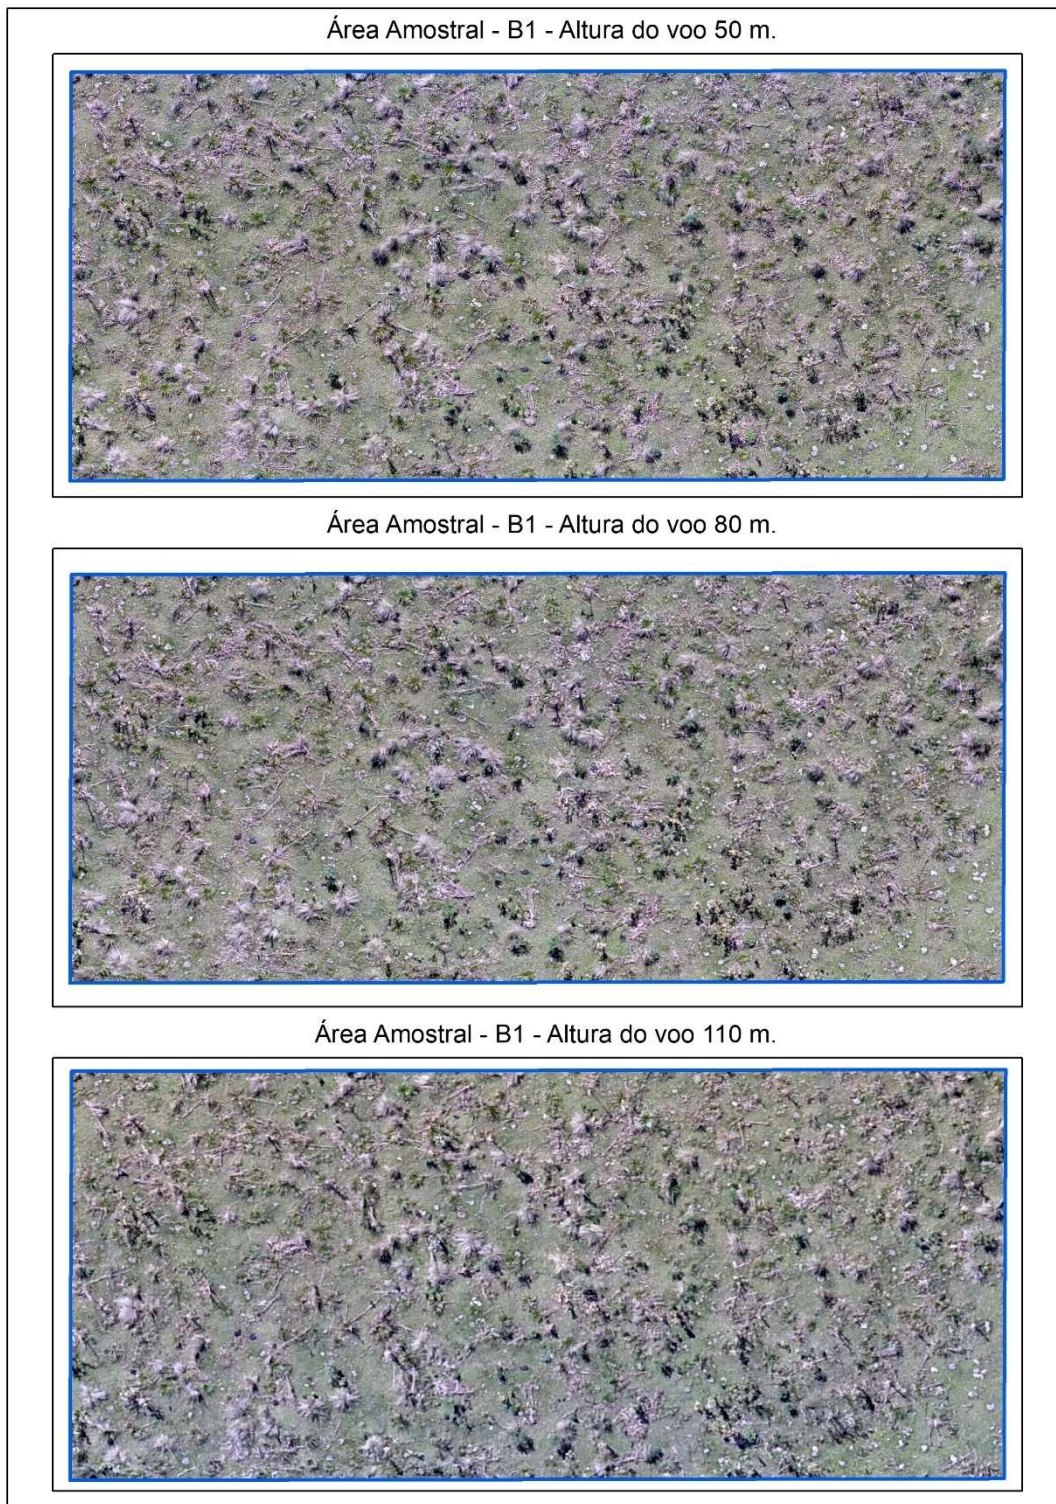 Área Amostral - B1 - Altura do voo 50 m.
Área Amostral - B1 - Altura do voo 80 m.
Área Amostral - B1 - Altura do voo 110 m.